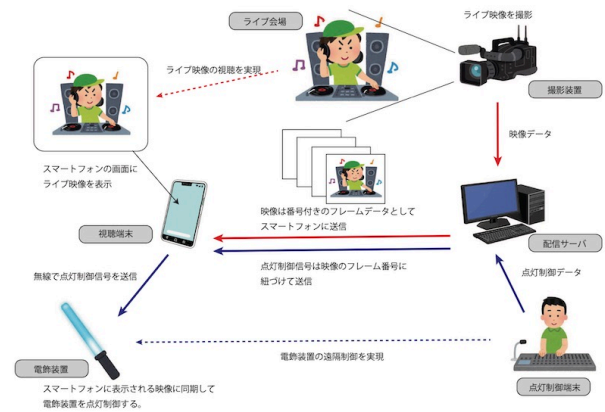 ライブ会場
ライブ映像を撮影
ライブ映像の視聴を実現
撮影装置
映像データ
スマートフォンの画面に
ライブ映像を表示
映像は番号付きのフレームデータとして
スマートフォンに送信
視聴端末
配信サーバ
無線で点灯制御信号を送信
点灯制御信号は映像のフレーム番号に
紐づけて送信
点灯制御データ
電飾装置の遠隔制御を実現
電飾装置
点灯制御端末
スマートフォンに表示される映像に同期して
電飾装置を点灯制御する。